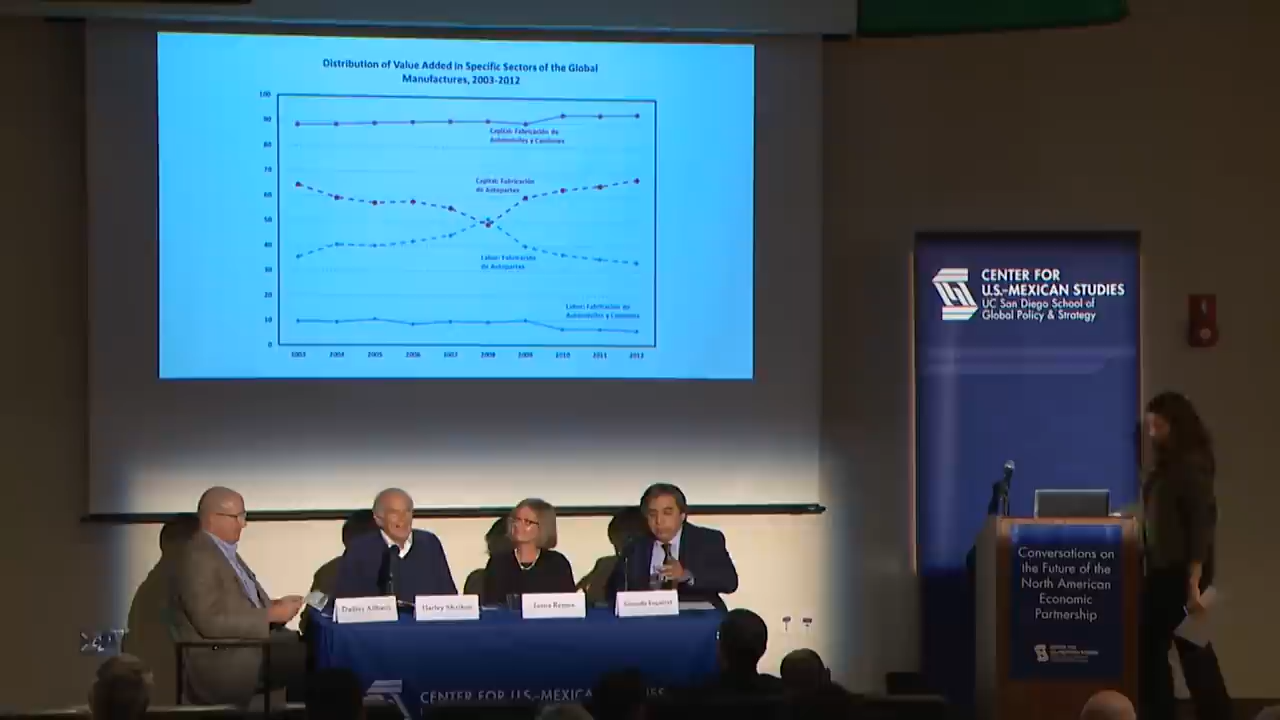 Distribution of Value Added in Specific Sectors of the Global
Manufactures, 2003-2012
100
90
80
70
60
50
40
30
20
10
0
Capital: Fabricación de
Automóviles y Camiones
Capital: Fabricación
de Autopartes
Labor: Fabricación
de Autopartes
Labor: Fabricación de
Automóviles y Camiones
2003 2004 2005 2006 2007 2008 2009 2010 2011 2012
CENTER FOR
U.S.-MEXICAN STUDIES
UC San Diego School of
Global Policy & Strategy
Conversations on
the Future of the
North American
Economic
Partnership
Harley Shaiken
CENTER FOR U.S.-MEXICAN STUDIES